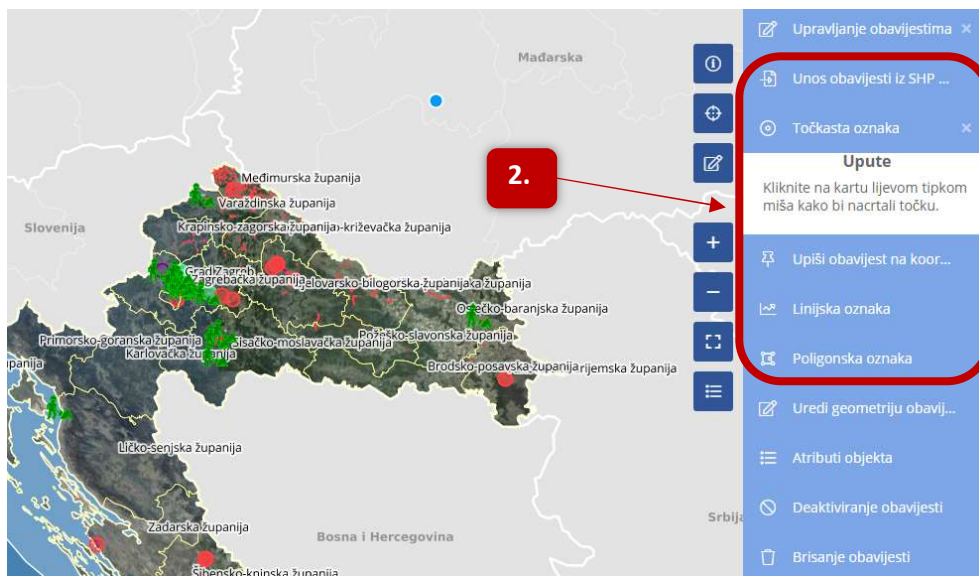 Mađarska
Slovenija
Međimurska županija
Varaždinska županija
Krapinsko-zagorska županija
o-križevačka županija
Grad Zagreb
Zagrebačka županija
jelovarsko-bilogorska županija
ka županija
Osječko-baranjska županija
Primorsko-goranska županija
Sisačko-moslavačka županija
Požeško-slavonska županija
Karlovačka županija
Brodsko-posavska županija
rijemska županija
upanija
Ličko-senjska županija
Zadarska županija
Bosna i Hercegovina
Srbija
Šibensko-kninska županija
2.
Upravljanje obavijestima ×
Unos obavijesti iz SHP ...
Točkasta oznaka ×
Upute
Kliknite na kartu lijevom tipkom
miša kako bi nacrtali točku.
Upiši obavijest na koor...
Linijska oznaka
Poligonska oznaka
Uredi geometriju obavij...
Atributi objekta
Deaktiviranje obavijesti
Brisanje obavijesti